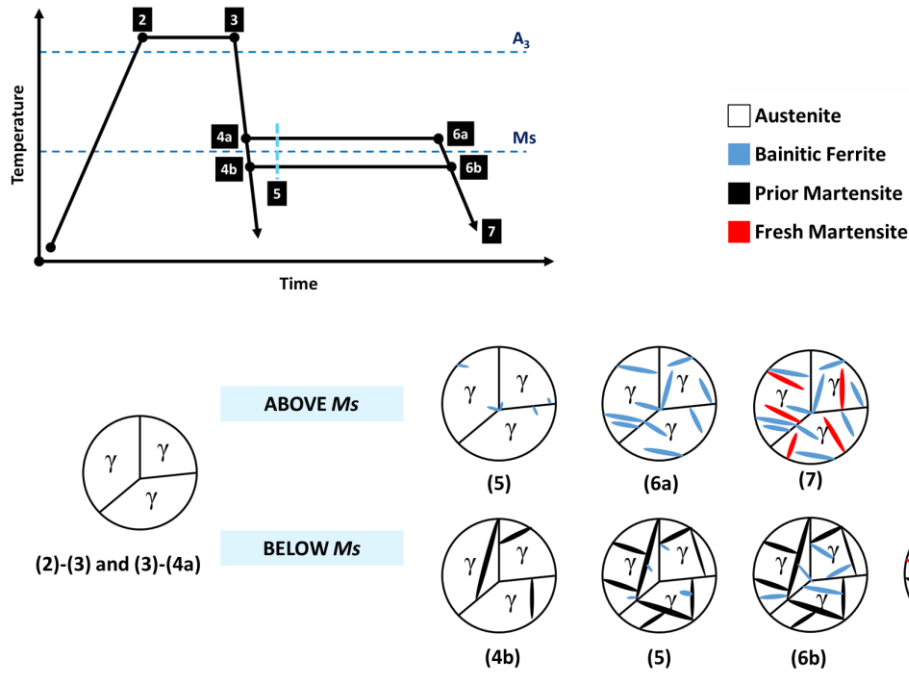 2
3
A3
Temperature
4a
6a
Ms
4b
6b
5
7
Time
Austenite
Bainitic Ferrite
Prior Martensite
Fresh Martensite
γ γ γ
(2)-(3) and (3)-(4a)
ABOVE Ms
γ γ γ
(5)
γ γ γ
(6a)
γ γ γ
(7)
BELOW Ms
γ γ γ
(4b)
γ γ γ
(5)
γ γ γ
(6b)